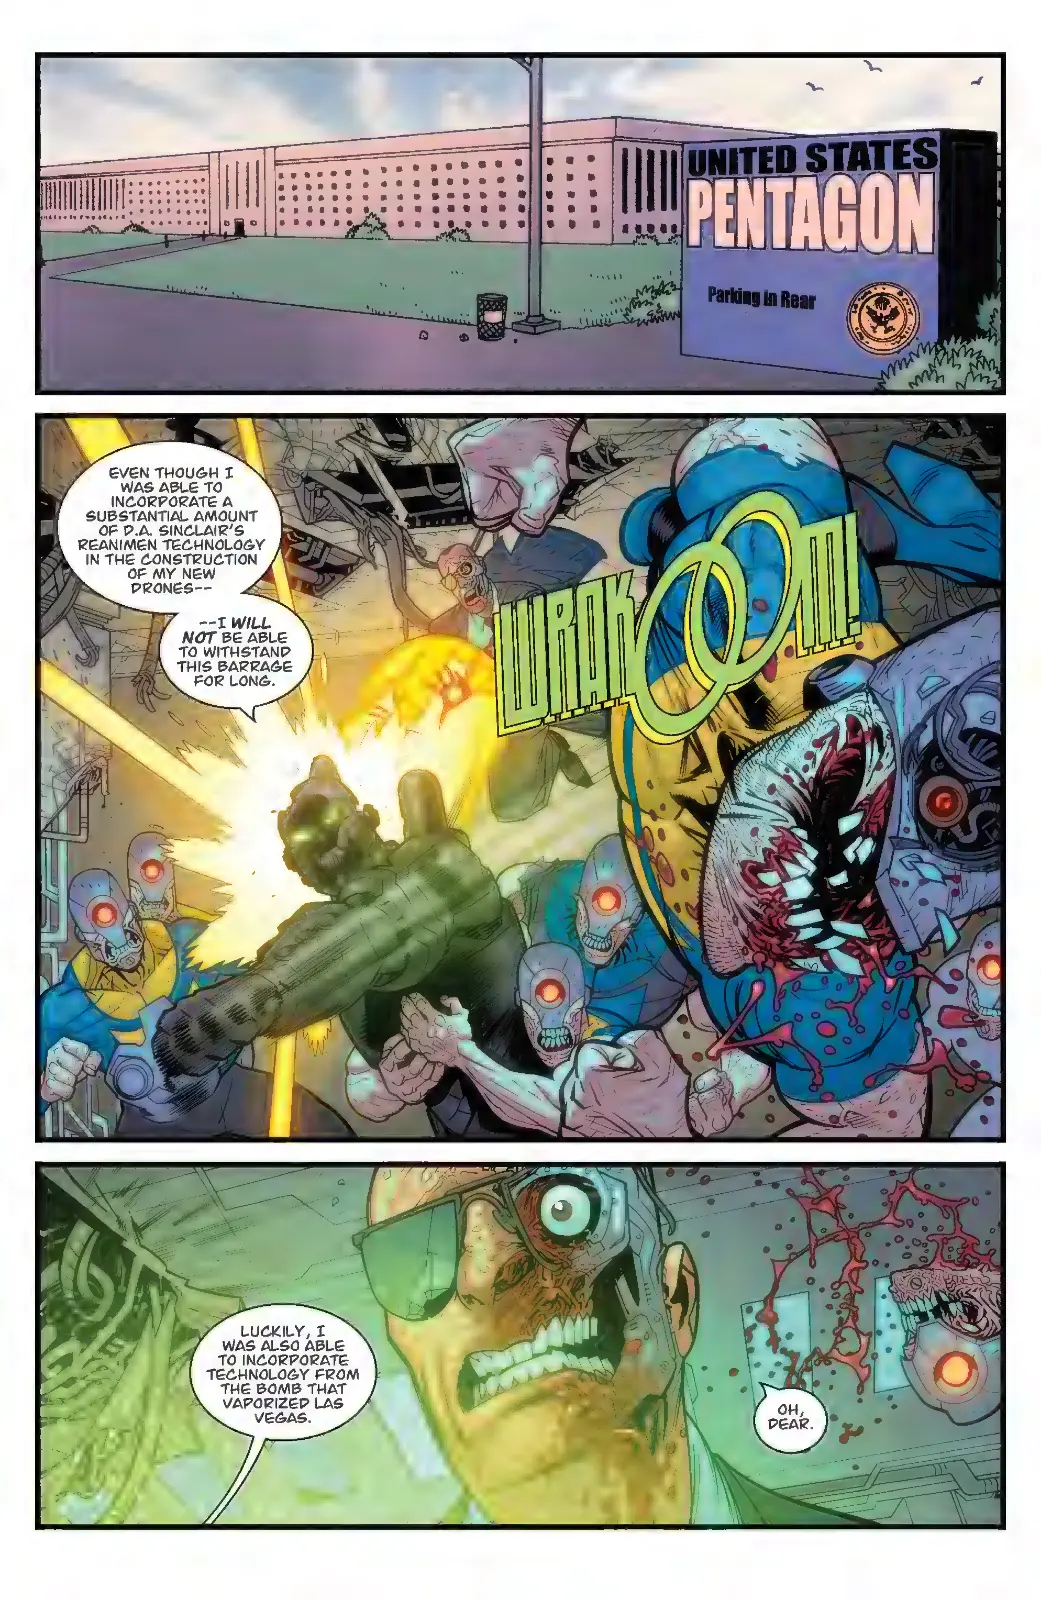 UNITED STATES
PENTAGON
Parking in Rear
EVEN THOUGH I
WAS ABLE TO
INCORPORATE A
SUBSTANTIAL AMOUNT
OF D.A. SINCLAIR'S
REANIMEN TECHNOLOGY
IN THE CONSTRUCTION
OF MY NEW
DRONES--
--I WILL
NOT BE ABLE
TO WITHSTAND
THIS BARRAGE
FOR LONG.
WRAKOOM!
LUCKILY, I
WAS ALSO ABLE
TO INCORPORATE
TECHNOLOGY FROM
THE BOMB THAT
VAPORIZED LAS
VEGAS.
OH,
DEAR.